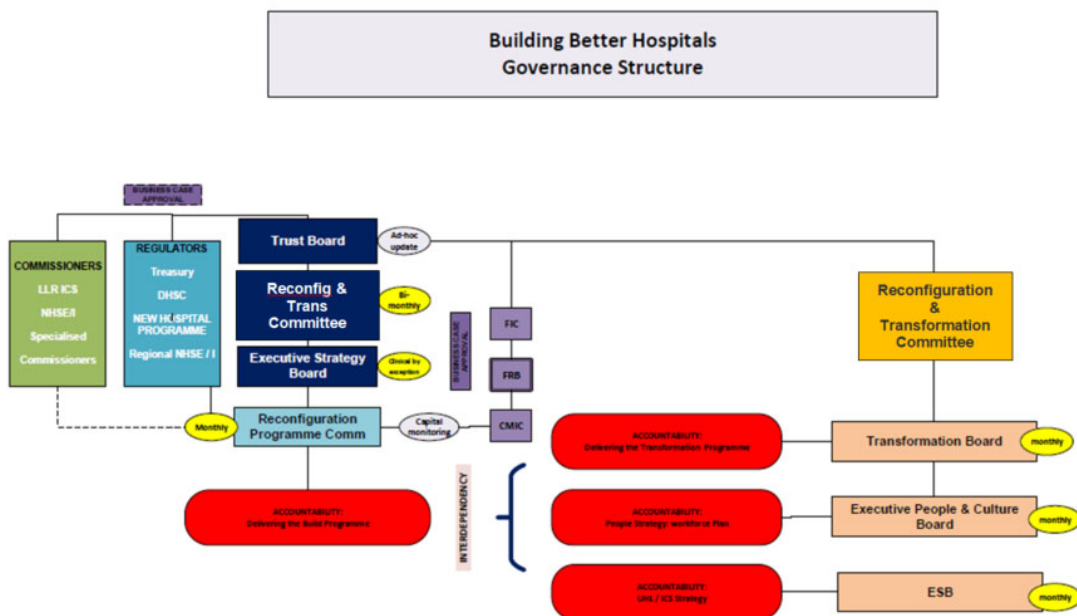 Building Better Hospitals
Governance Structure
BUSINESS CASE
APPROVAL
COMMISSIONERS
LLR ICS
NHSE/I
Specialised
Commissioners
REGULATORS
Treasury
DHSC
NEW HOSPITAL
PROGRAMME
Regional NHSE / I
Trust Board
Ad-hoc
update
Reconfig &
Trans
Committee
Bi-
monthly
Executive Strategy
Board
Clinical by
exception
Monthly
Reconfiguration
Programme Comm
Capital
monitoring
BUSINESS CASE
APPROVAL
FIC
FRB
CMIC
Reconfiguration
&
Transformation
Committee
ACCOUNTABILITY:
Delivering the Build Programme
INTERDEPENDENCY
ACCOUNTABILITY:
Delivering the Transformation Programme
Transformation Board
monthly
ACCOUNTABILITY:
People Strategy: workforce Plan
Executive People & Culture
Board
monthly
ACCOUNTABILITY:
UHL / ICS Strategy
ESB
monthly